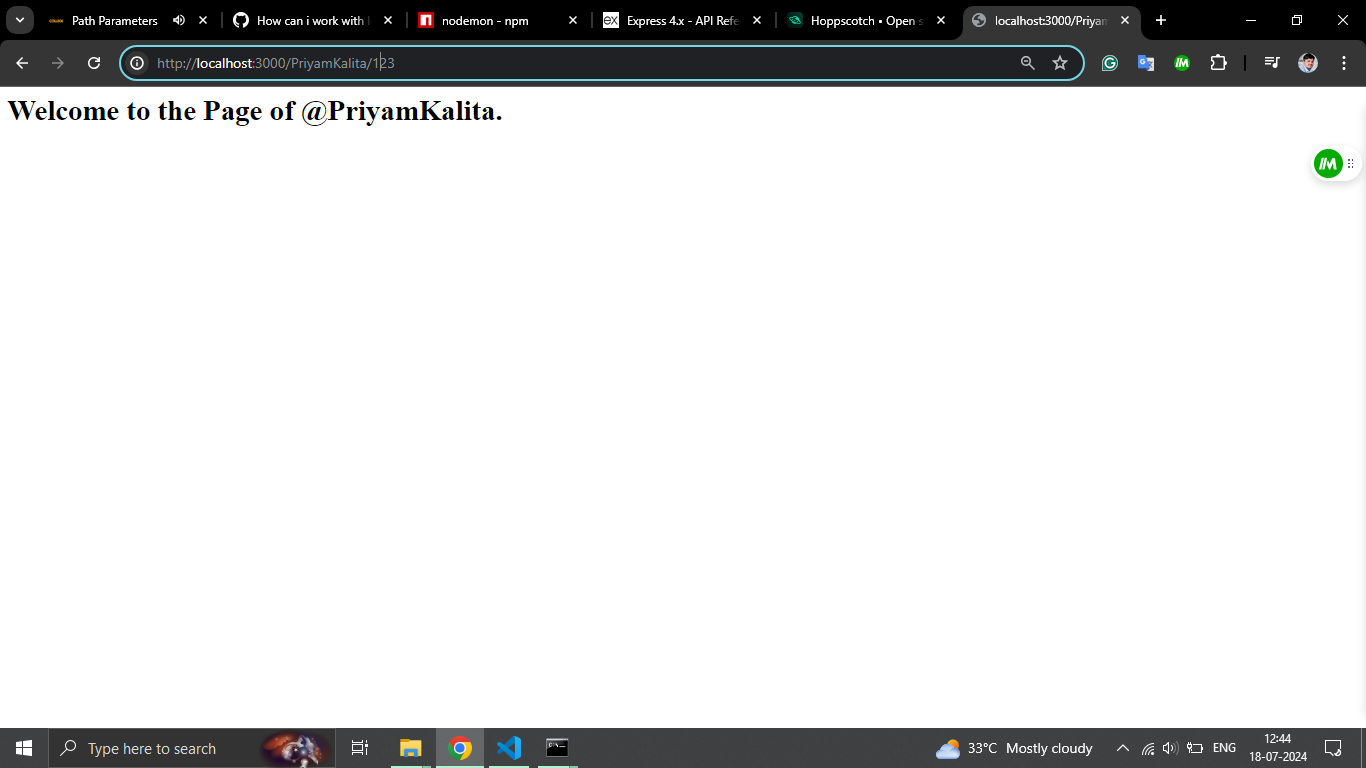 Path Parameters
How can i work with
nodemon - npm
Express 4.x - API Refe
Hoppscotch • Open s
localhost:3000/Priyam
http://localhost:3000/PriyamKalita/123
Welcome to the Page of @PriyamKalita.
Type here to search
33°C Mostly cloudy
ENG
12:44
18-07-2024